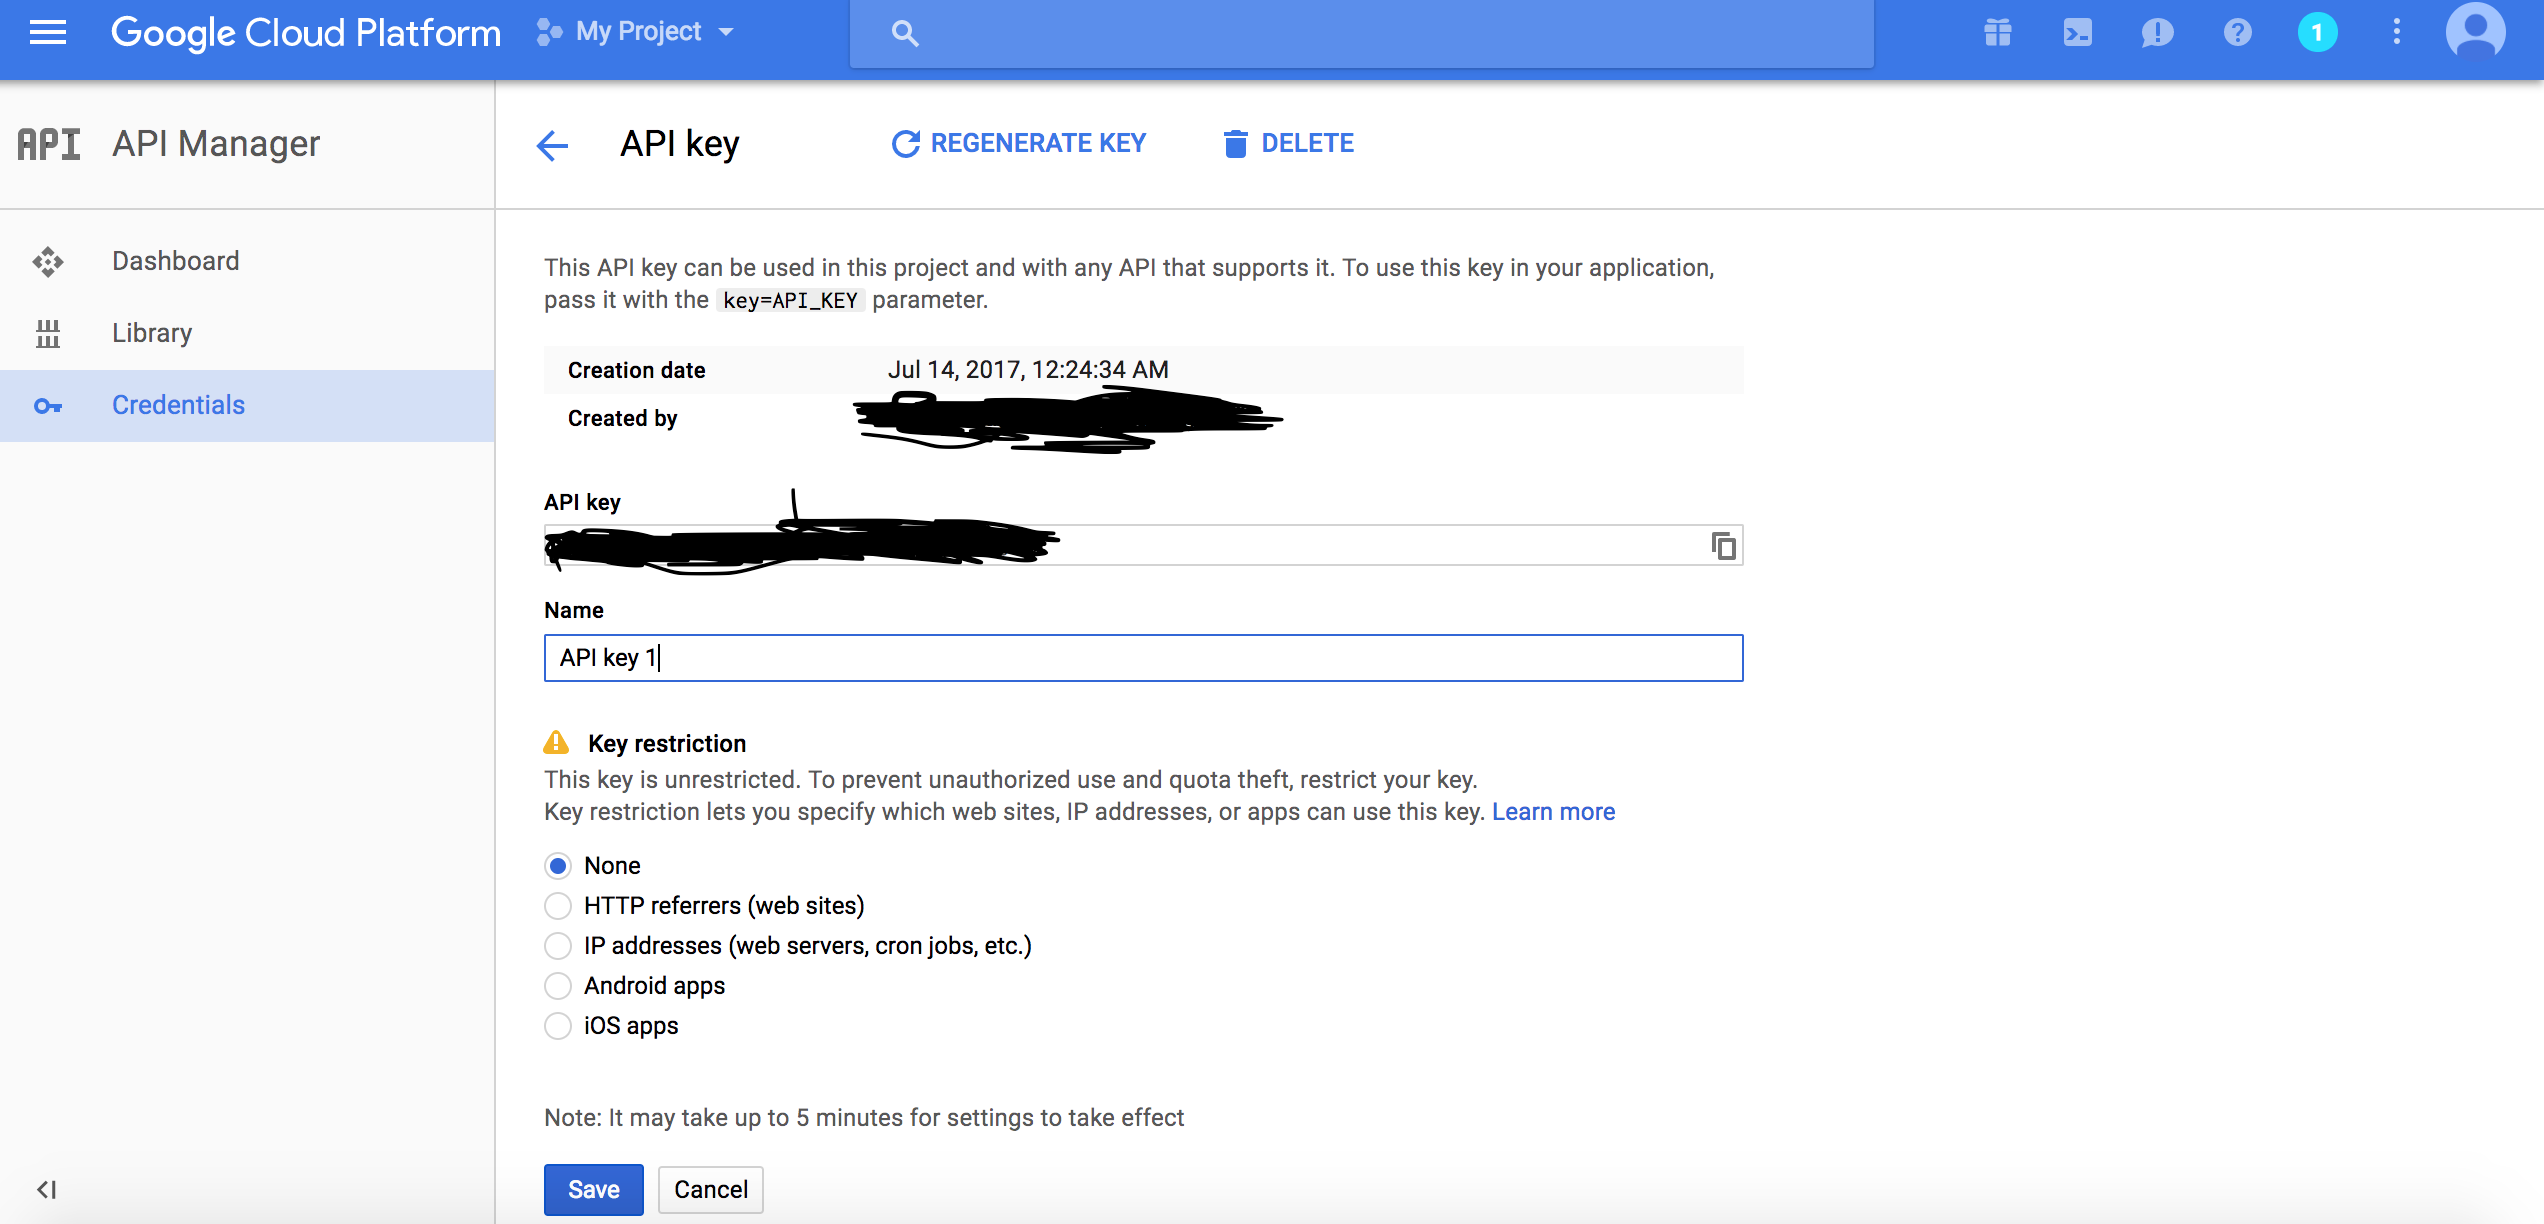 Google Cloud Platform
My Project
1
API
API Manager
API key
REGENERATE KEY
DELETE
Dashboard
Library
Credentials
This API key can be used in this project and with any API that supports it. To use this key in your application,
pass it with the key=API_KEY parameter.
Creation date Jul 14, 2017, 12:24:34 AM
Created by
API key
Name
API key 1
Key restriction
This key is unrestricted. To prevent unauthorized use and quota theft, restrict your key.
Key restriction lets you specify which web sites, IP addresses, or apps can use this key. Learn more
None
HTTP referrers (web sites)
IP addresses (web servers, cron jobs, etc.)
Android apps
iOS apps
Note: It may take up to 5 minutes for settings to take effect
Save
Cancel